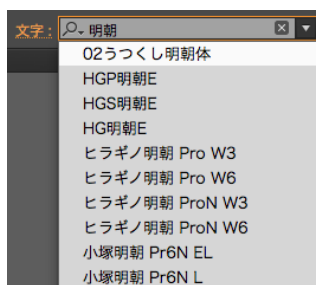 文字: 明朝
02うつくし明朝体
HGP明朝E
HGS明朝E
HG明朝E
ヒラギノ明朝 Pro W3
ヒラギノ明朝 Pro W6
ヒラギノ明朝 ProN W3
ヒラギノ明朝 ProN W6
小塚明朝 Pr6N EL
小塚明朝 Pr6N L